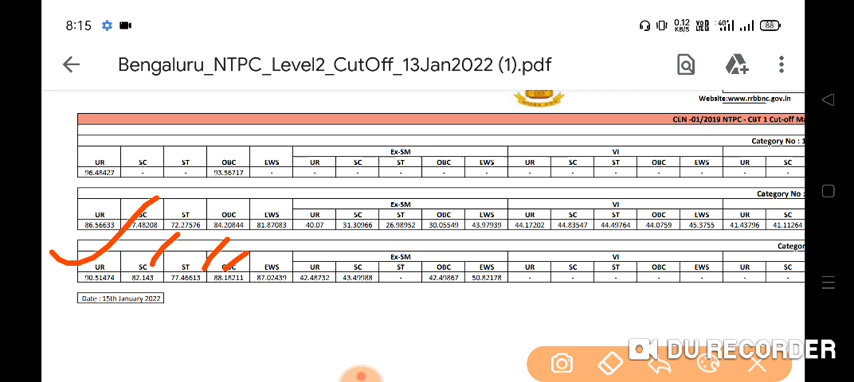 8:15 0.12 KB/S 4G+ 88
Bengaluru_NTPC_Level2_CutOff_13Jan2022 (1).pdf
Website:www.rrbbnc.gov.in
CEN -01/2019 NTPC - CBT 1 Cut-off Ma
Category No : 1
Ex-SM VI
UR SC ST OBC EWS UR SC ST OBC EWS UR SC ST OBC EWS UR SC
96.48427 - - 93.56717 - - - - - - - - - - - - -
Category No :
Ex-SM VI
UR SC ST OBC EWS UR SC ST OBC EWS UR SC ST OBC EWS UR SC
86.56633 77.48208 72.27576 84.20844 81.87083 40.07 31.30966 26.98952 30.05549 43.97939 44.17202 44.83547 44.49764 44.0759 45.3755 41.43796 41.11264
Catego
Ex-SM VI
UR SC ST OBC EWS UR SC ST OBC EWS UR SC ST OBC EWS UR SC
90.51474 82.143 77.46613 88.18211 87.02439 42.48732 43.49988 - 42.49867 50.82178 - - - - - - -
Date : 15th January 2022
DU RECORDER